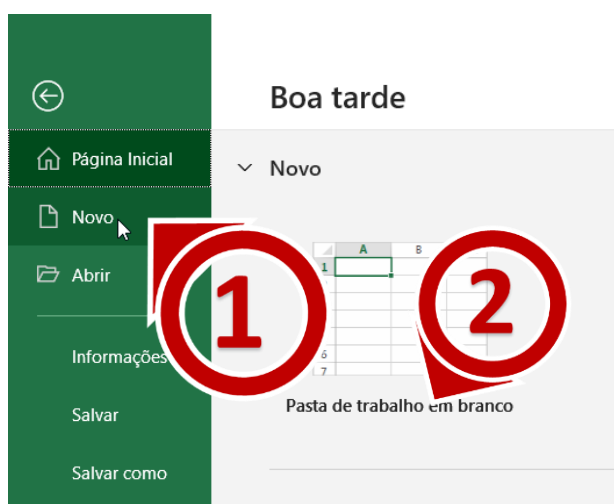 Boa tarde
Página Inicial
Novo
Novo
Abrir
Informações
Salvar
Salvar como
A B
1
6
7
Pasta de trabalho em branco
1
2